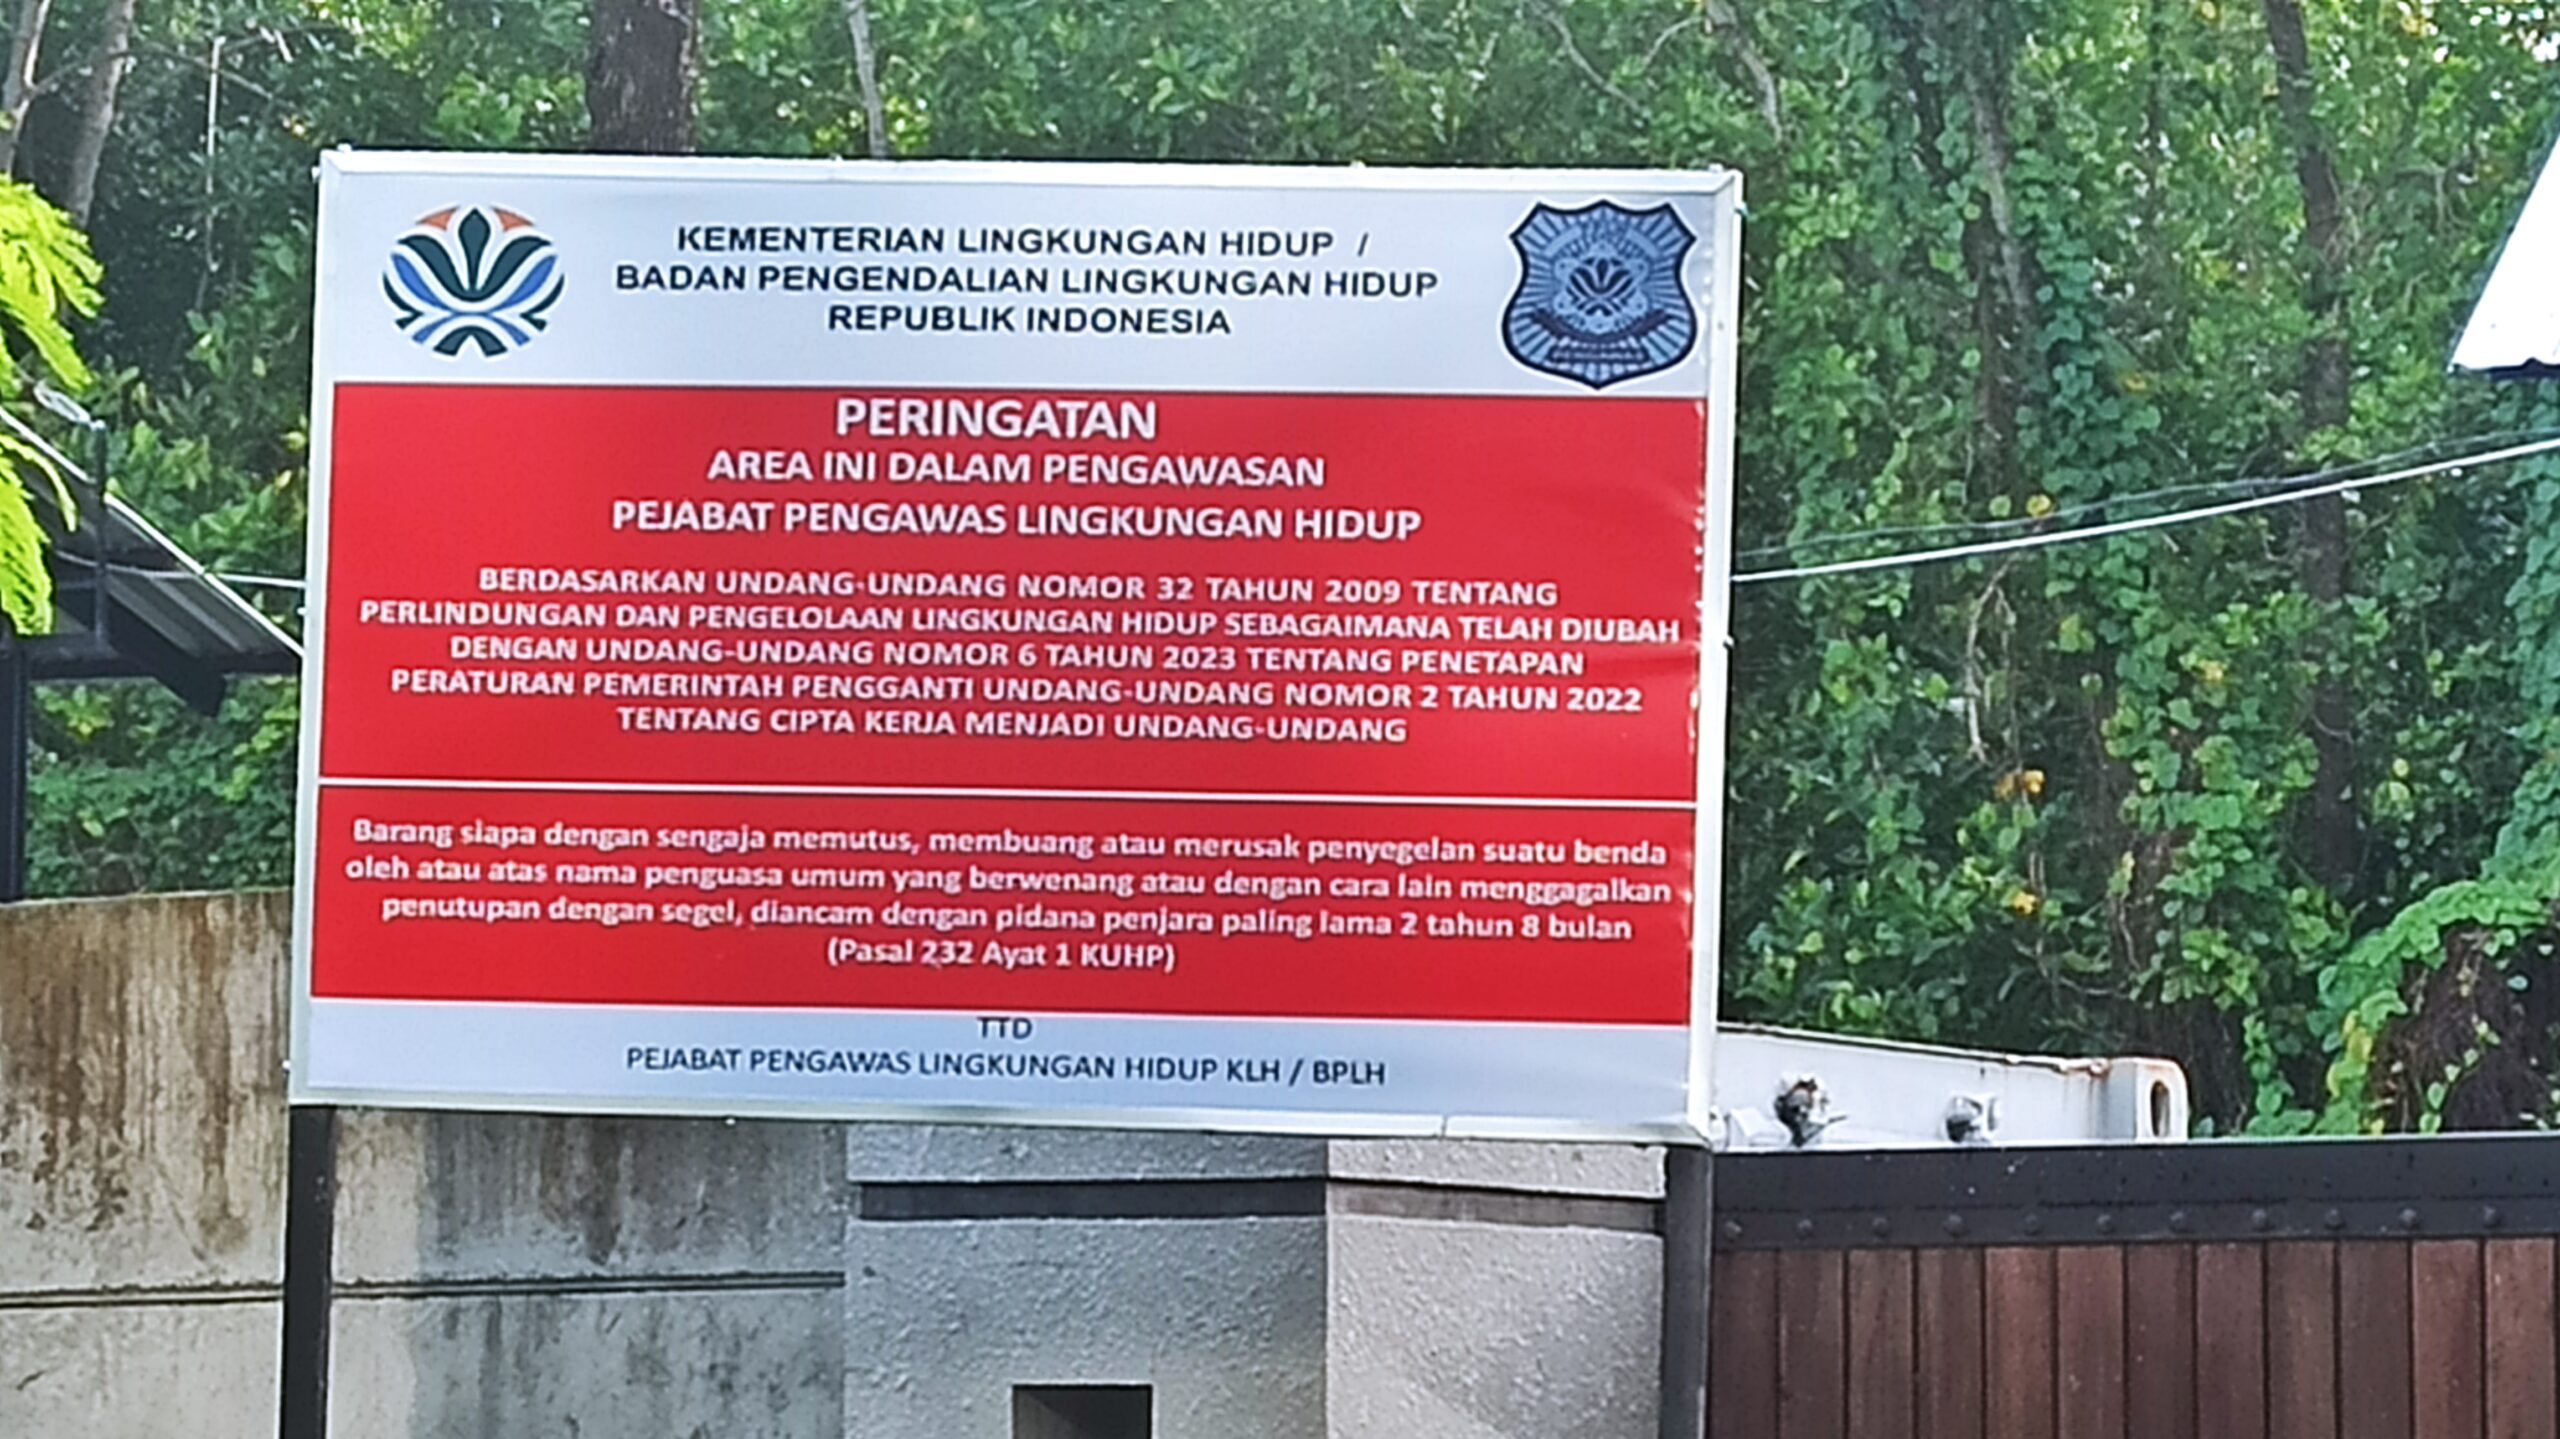 KEMENTERIAN LINGKUNGAN HIDUP /
BADAN PENGENDALIAN LINGKUNGAN HIDUP
REPUBLIK INDONESIA
PERINGATAN
AREA INI DALAM PENGAWASAN
PEJABAT PENGAWAS LINGKUNGAN HIDUP
BERDASARKAN UNDANG-UNDANG NOMOR 32 TAHUN 2009 TENTANG
PERLINDUNGAN DAN PENGELOLAAN LINGKUNGAN HIDUP SEBAGAIMANA TELAH DIUBAH
DENGAN UNDANG-UNDANG NOMOR 6 TAHUN 2023 TENTANG PENETAPAN
PERATURAN PEMERINTAH PENGGANTI UNDANG-UNDANG NOMOR 2 TAHUN 2022
TENTANG CIPTA KERJA MENJADI UNDANG-UNDANG
Barang siapa dengan sengaja memutus, membuang atau merusak penyegelan suatu benda
oleh atau atas nama penguasa umum yang berwenang atau dengan cara lain menggagalkan
penutupan dengan segel, diancam dengan pidana penjara paling lama 2 tahun 8 bulan
(Pasal 232 Ayat 1 KUHP)
TTD
PEJABAT PENGAWAS LINGKUNGAN HIDUP KLH / BPLH